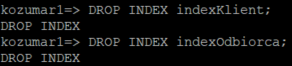 kozumar1=> DROP INDEX indexKlient;
DROP INDEX
kozumar1=> DROP INDEX indexOdbiorca;
DROP INDEX